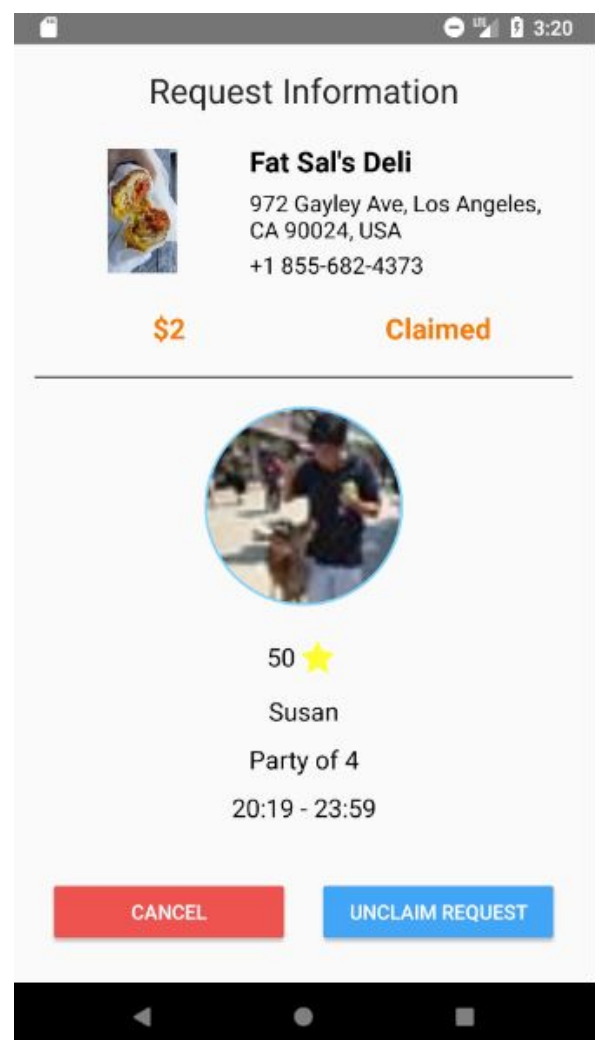 LTE 3:20
Request Information
Fat Sal's Deli
972 Gayley Ave, Los Angeles,
CA 90024, USA
+1 855-682-4373
$2 Claimed
50
Susan
Party of 4
20:19 - 23:59
CANCEL UNCLAIM REQUEST